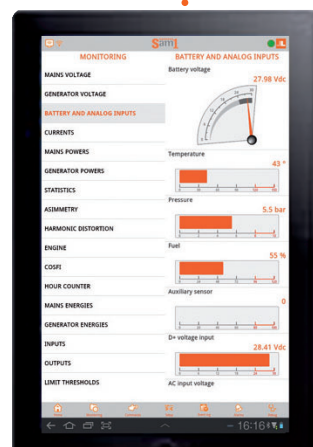 Sam1
MONITORING
MAINS VOLTAGE
GENERATOR VOLTAGE
BATTERY AND ANALOG INPUTS
CURRENTS
MAINS POWERS
GENERATOR POWERS
STATISTICS
ASIMMETRY
HARMONIC DISTORTION
ENGINE
COSFI
HOUR COUNTER
MAINS ENERGIES
GENERATOR ENERGIES
INPUTS
OUTPUTS
LIMIT THRESHOLDS
BATTERY AND ANALOG INPUTS
Battery voltage
27.98 Vdc
Temperature
43 °
Pressure
5.5 bar
Fuel
55 %
Auxiliary sensor
0
D+ voltage input
28.41 Vdc
AC input voltage
16:16